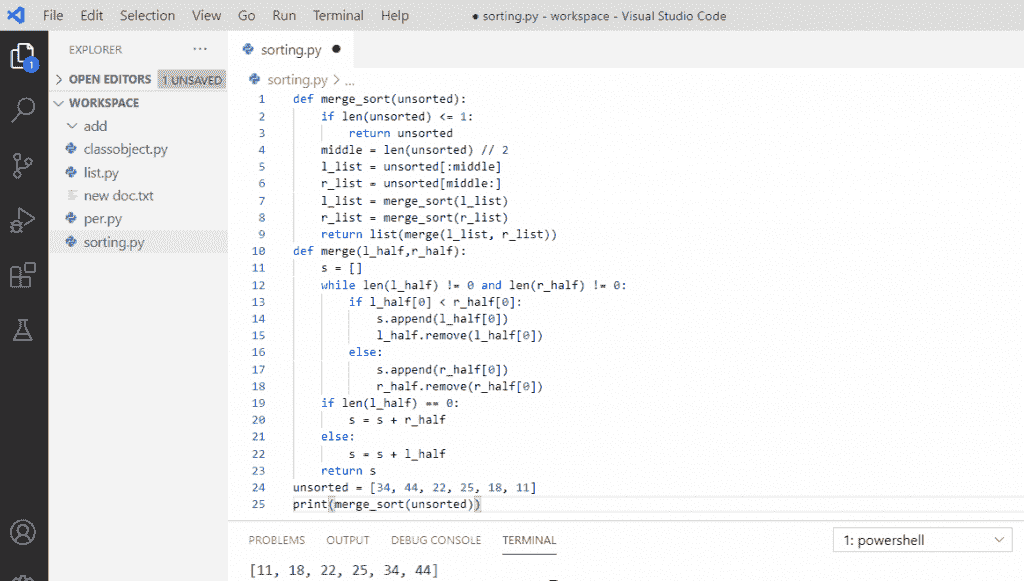 File Edit Selection View Go Run Terminal Help ● sorting.py - workspace - Visual Studio Code
1
EXPLORER ...
OPEN EDITORS 1 UNSAVED
WORKSPACE
add
classobject.py
list.py
new doc.txt
per.py
sorting.py
sorting.py ●
sorting.py > ...
1 def merge_sort(unsorted):
2     if len(unsorted) <= 1:
3         return unsorted
4     middle = len(unsorted) // 2
5     l_list = unsorted[:middle]
6     r_list = unsorted[middle:]
7     l_list = merge_sort(l_list)
8     r_list = merge_sort(r_list)
9     return list(merge(l_list, r_list))
10 def merge(l_half,r_half):
11     s = []
12     while len(l_half) != 0 and len(r_half) != 0:
13         if l_half[0] < r_half[0]:
14             s.append(l_half[0])
15             l_half.remove(l_half[0])
16         else:
17             s.append(r_half[0])
18             r_half.remove(r_half[0])
19     if len(l_half) == 0:
20         s = s + r_half
21     else:
22         s = s + l_half
23     return s
24 unsorted = [34, 44, 22, 25, 18, 11]
25 print(merge_sort(unsorted))
PROBLEMS OUTPUT DEBUG CONSOLE TERMINAL 1: powershell
[11, 18, 22, 25, 34, 44]